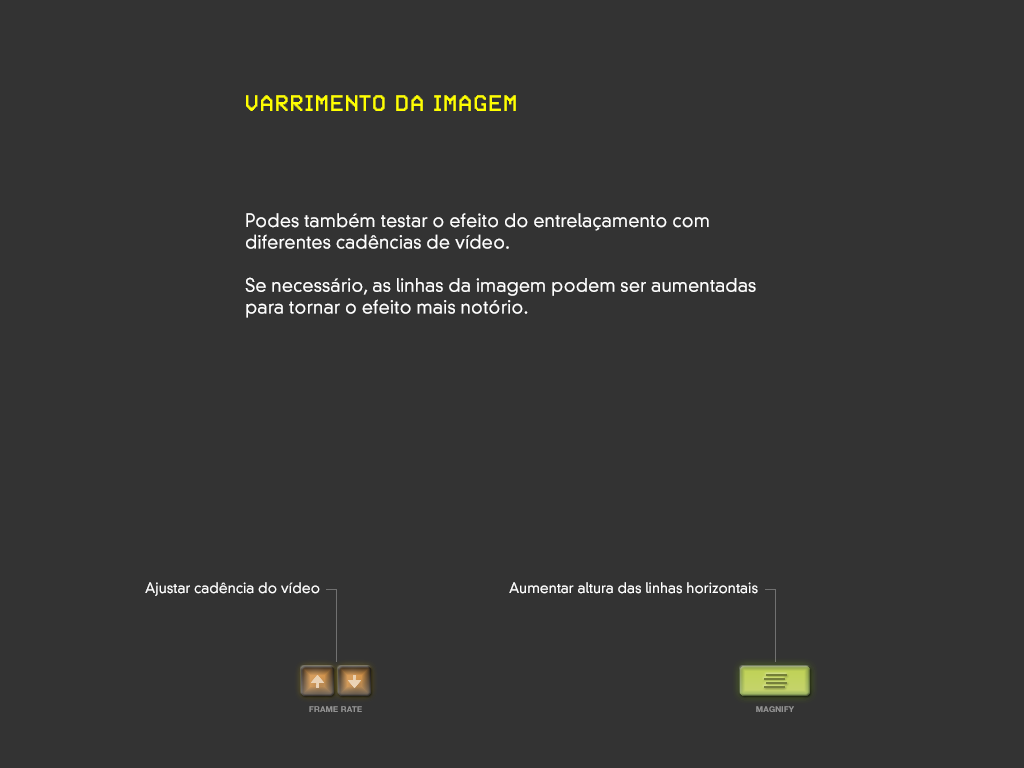 VARRIMENTO DA IMAGEM
Podes também testar o efeito do entrelaçamento com
diferentes cadências de vídeo.
Se necessário, as linhas da imagem podem ser aumentadas
para tornar o efeito mais notório.
Ajustar cadência do vídeo
Aumentar altura das linhas horizontais
FRAME RATE
MAGNIFY